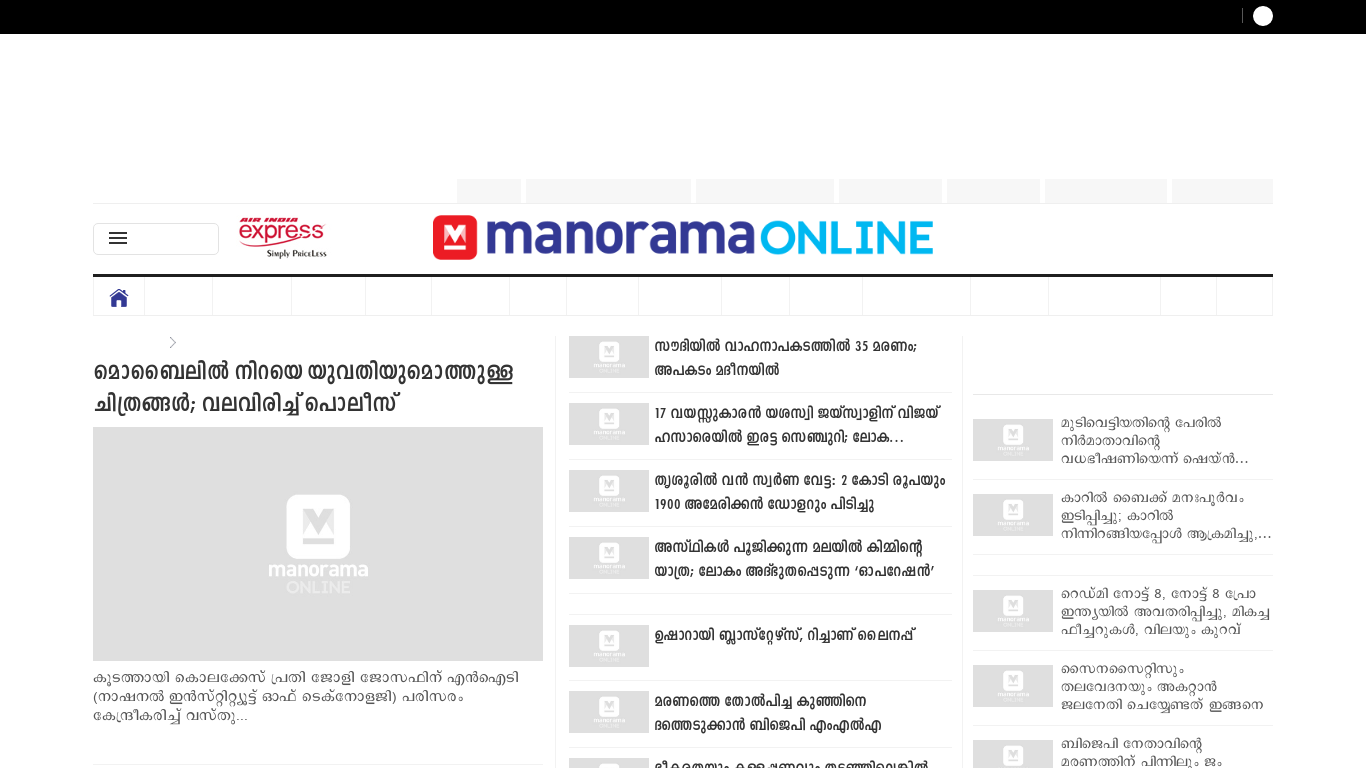 AIR INDIA
express
Simply PriceLess
manorama ONLINE
മൊബൈലിൽ നിറയെ യുവതിയുമൊത്തുള്ള
ചിത്രങ്ങൾ; വലവിരിച്ച് പൊലീസ്
manorama
ONLINE
കൂടത്തായി കൊലക്കേസ് പ്രതി ജോളി ജോസഫിന് എൻഐടി
(നാഷനൽ ഇൻസ്റ്റിറ്റ്യൂട്ട് ഓഫ് ടെക്നോളജി) പരിസരം
കേന്ദ്രീകരിച്ച് വസ്തു...
സൗദിയിൽ വാഹനാപകടത്തിൽ 35 മരണം;
അപകടം മദീനയിൽ
17 വയസ്സുകാരൻ യശസ്വി ജയ്സ്വാളിന് വിജയ്
ഹസാരെയിൽ ഇരട്ട സെഞ്ചുറി; ലോക...
തൃശൂരിൽ വൻ സ്വർണ വേട്ട: 2 കോടി രൂപയും
1900 അമേരിക്കൻ ഡോളറും പിടിച്ചു
അസ്ഥികൾ പൂജിക്കുന്ന മലയിൽ കിമ്മിന്റെ
യാത്ര; ലോകം അദ്ഭുതപ്പെടുന്ന ‘ഓപറേഷൻ’
ഉഷാറായി ബ്ലാസ്റ്റേഴ്സ്, റിച്ചാണ് ലൈനപ്പ്
മരണത്തെ തോൽപിച്ച കുഞ്ഞിനെ
ദത്തെടുക്കാൻ ബിജെപി എംഎൽഎ
മുടിവെട്ടിയതിന്റെ പേരിൽ
നിർമാതാവിന്റെ
വധഭീഷണിയെന്ന് ഷെയ്ൻ...
കാറിൽ ബൈക്ക് മനഃപൂർവം
ഇടിപ്പിച്ചു; കാറിൽ
നിന്നിറങ്ങിയപ്പോൾ ആക്രമിച്ചു,...
റെഡ്മി നോട്ട് 8, നോട്ട് 8 പ്രോ
ഇന്ത്യയിൽ അവതരിപ്പിച്ചു, മികച്ച
ഫീച്ചറുകൾ, വിലയും കുറവ്
സൈനസൈറ്റിസും
തലവേദനയും അകറ്റാൻ
ജലനേതി ചെയ്യേണ്ടത് ഇങ്ങനെ
ബിജെപി നേതാവിന്റെ
മരണത്തിന് പിന്നിലും ജം